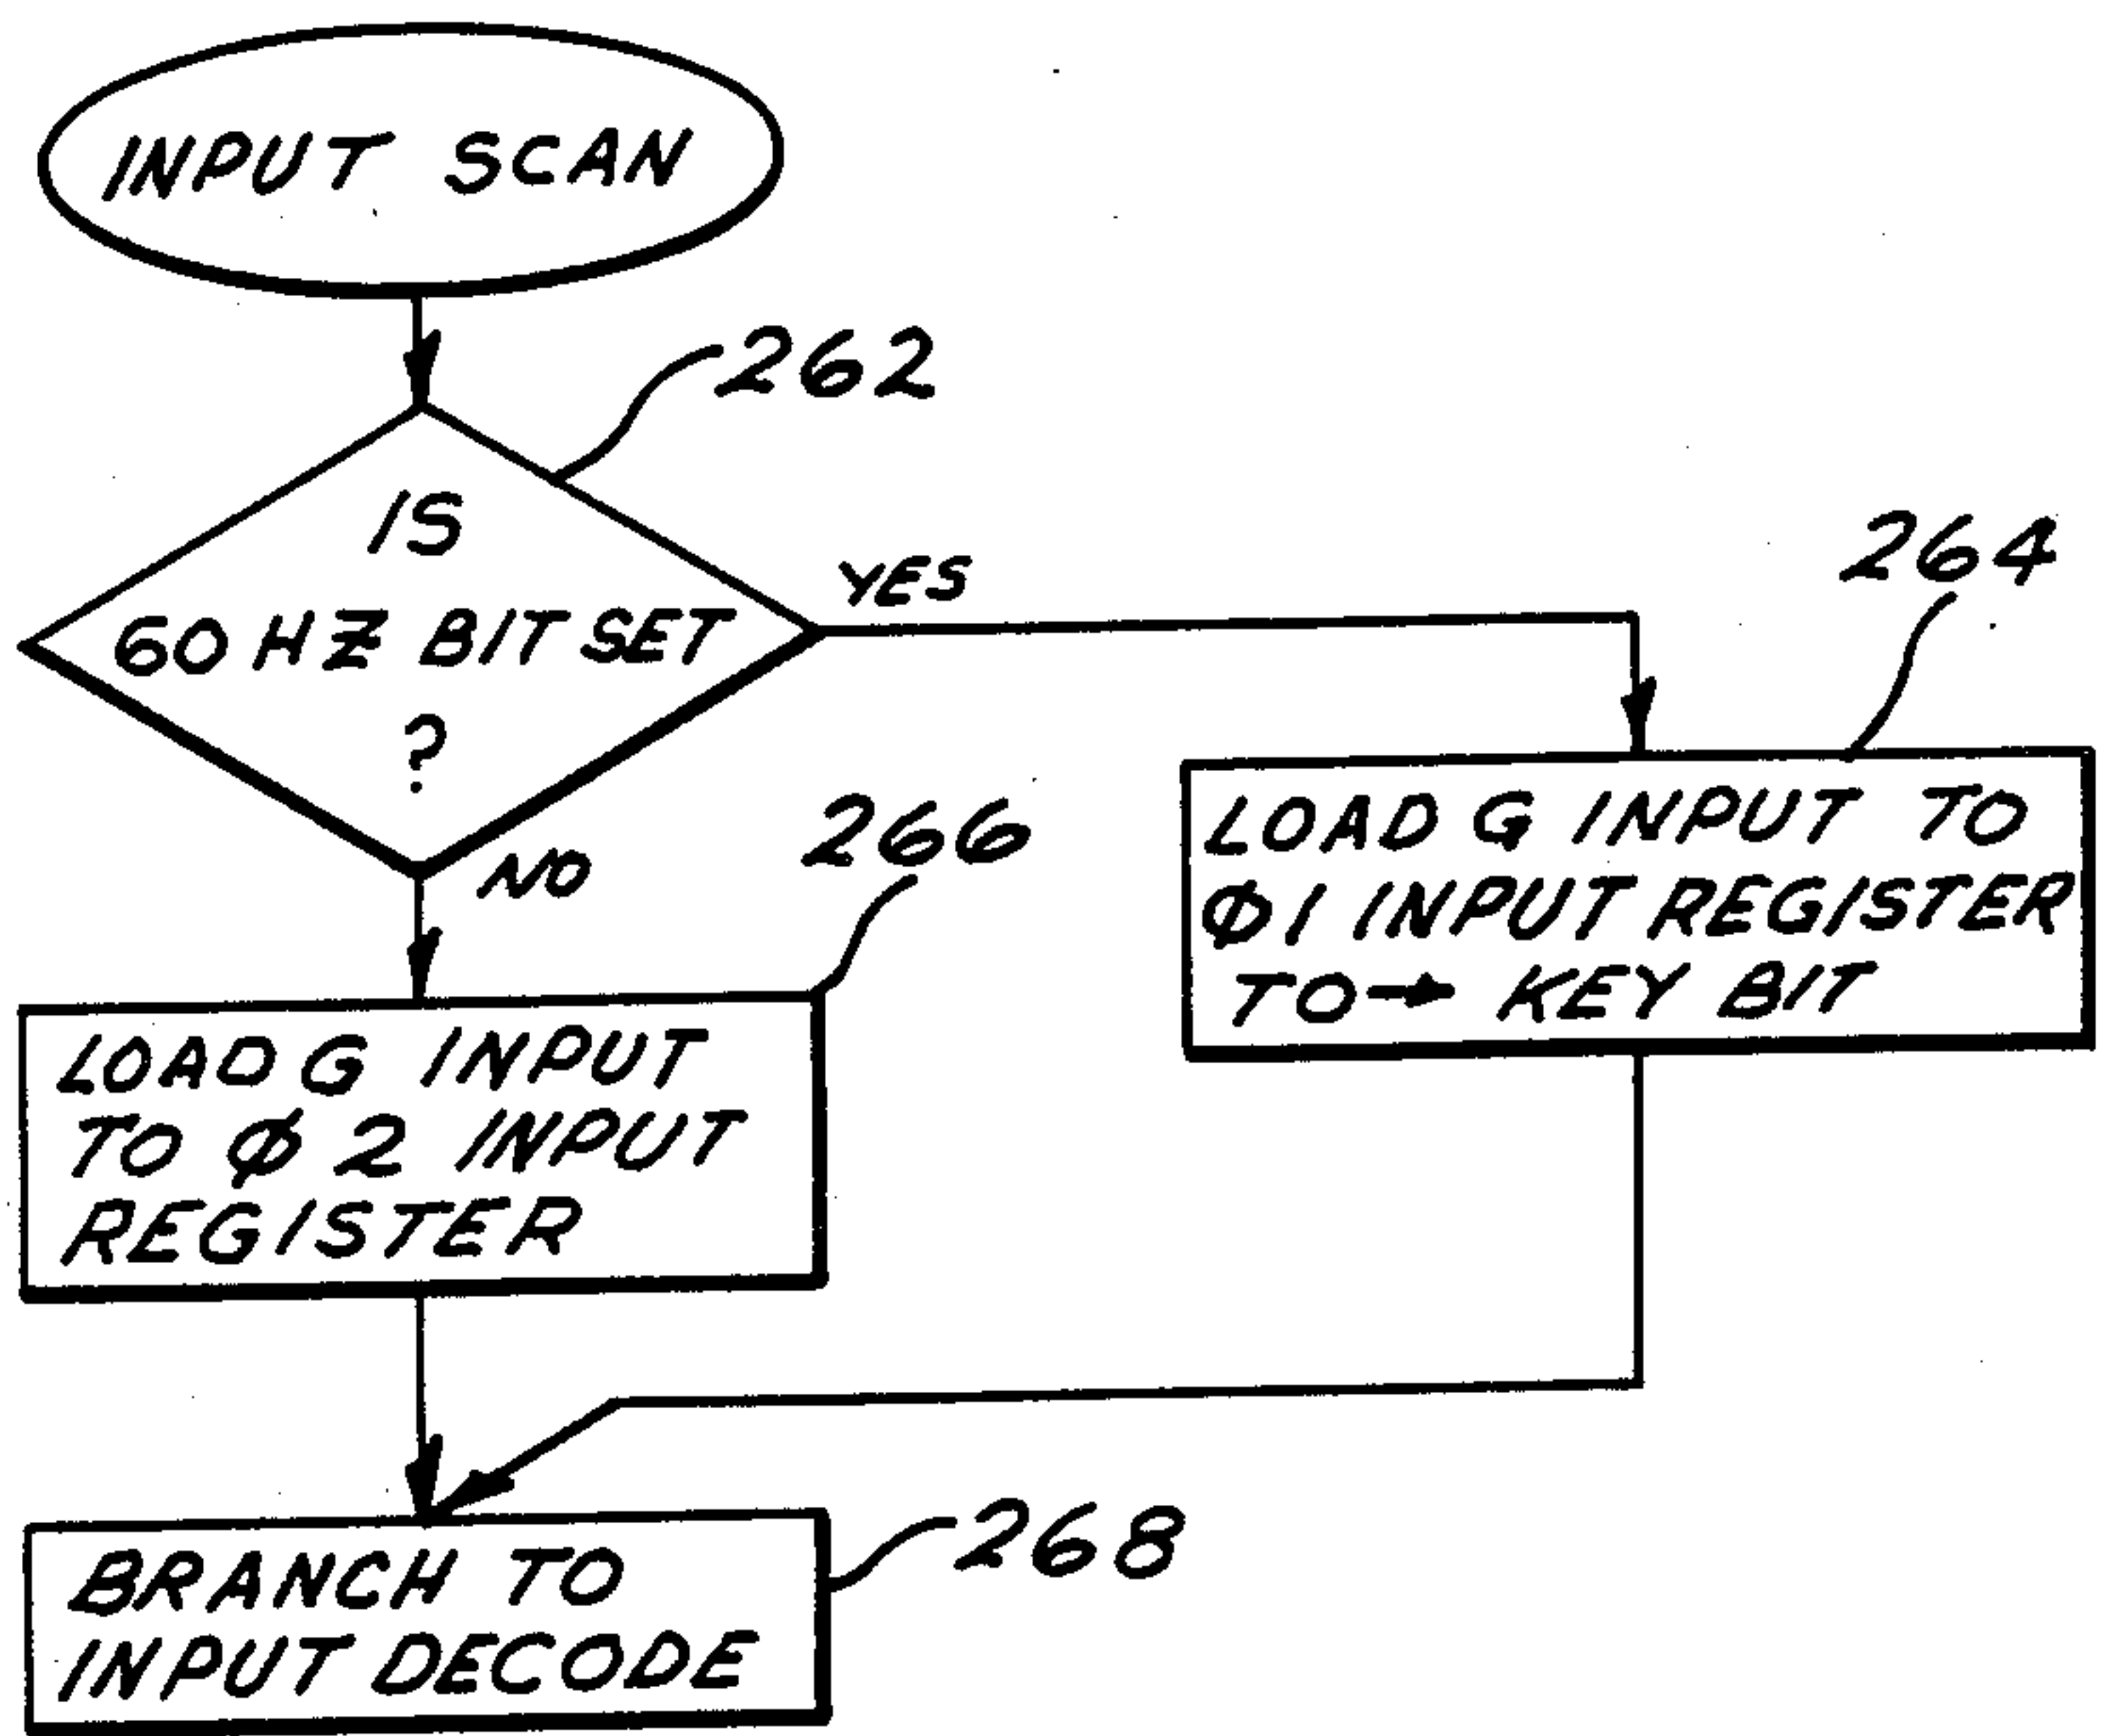 INPUT SCAN
262
IS
60 HZ BIT SET
?
YES
NO
264
LOAD G INPUT TO
Φ1 INPUT REGISTER
TO → KEY BIT
266
LOAD G INPUT
TO Φ 2 INPUT
REGISTER
268
BRANCH TO
INPUT DECODE